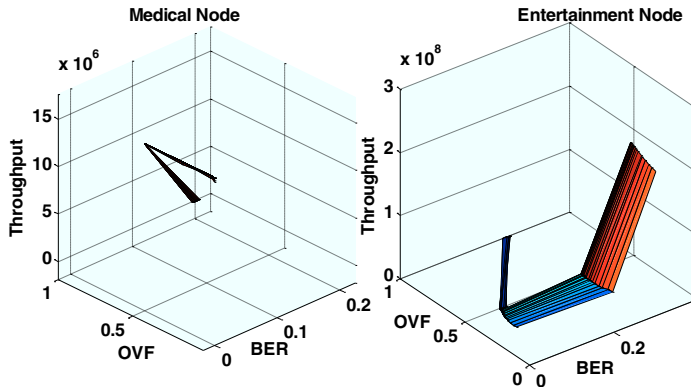 Medical Node
Entertainment Node
x 10^6
x 10^8
15
10
5
0
Throughput
1
0.5
OVF
0
0.1
0.2
BER
3
2
1
0
Throughput
1
0.5
OVF
0
0
0.2
BER